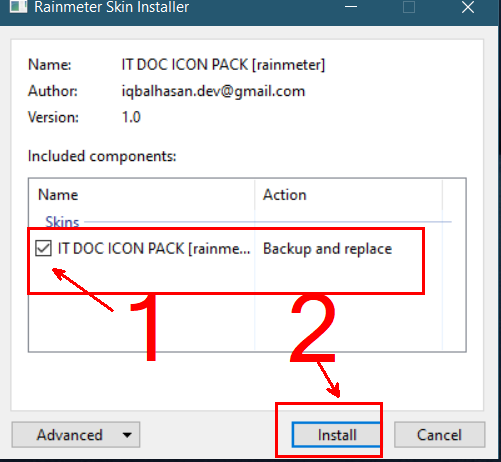 Rainmeter Skin Installer
Name: IT DOC ICON PACK [rainmeter]
Author: iqbalhasan.dev@gmail.com
Version: 1.0
Included components:
Name Action
Skins
IT DOC ICON PACK [rainme... Backup and replace
1 2
Advanced Install Cancel